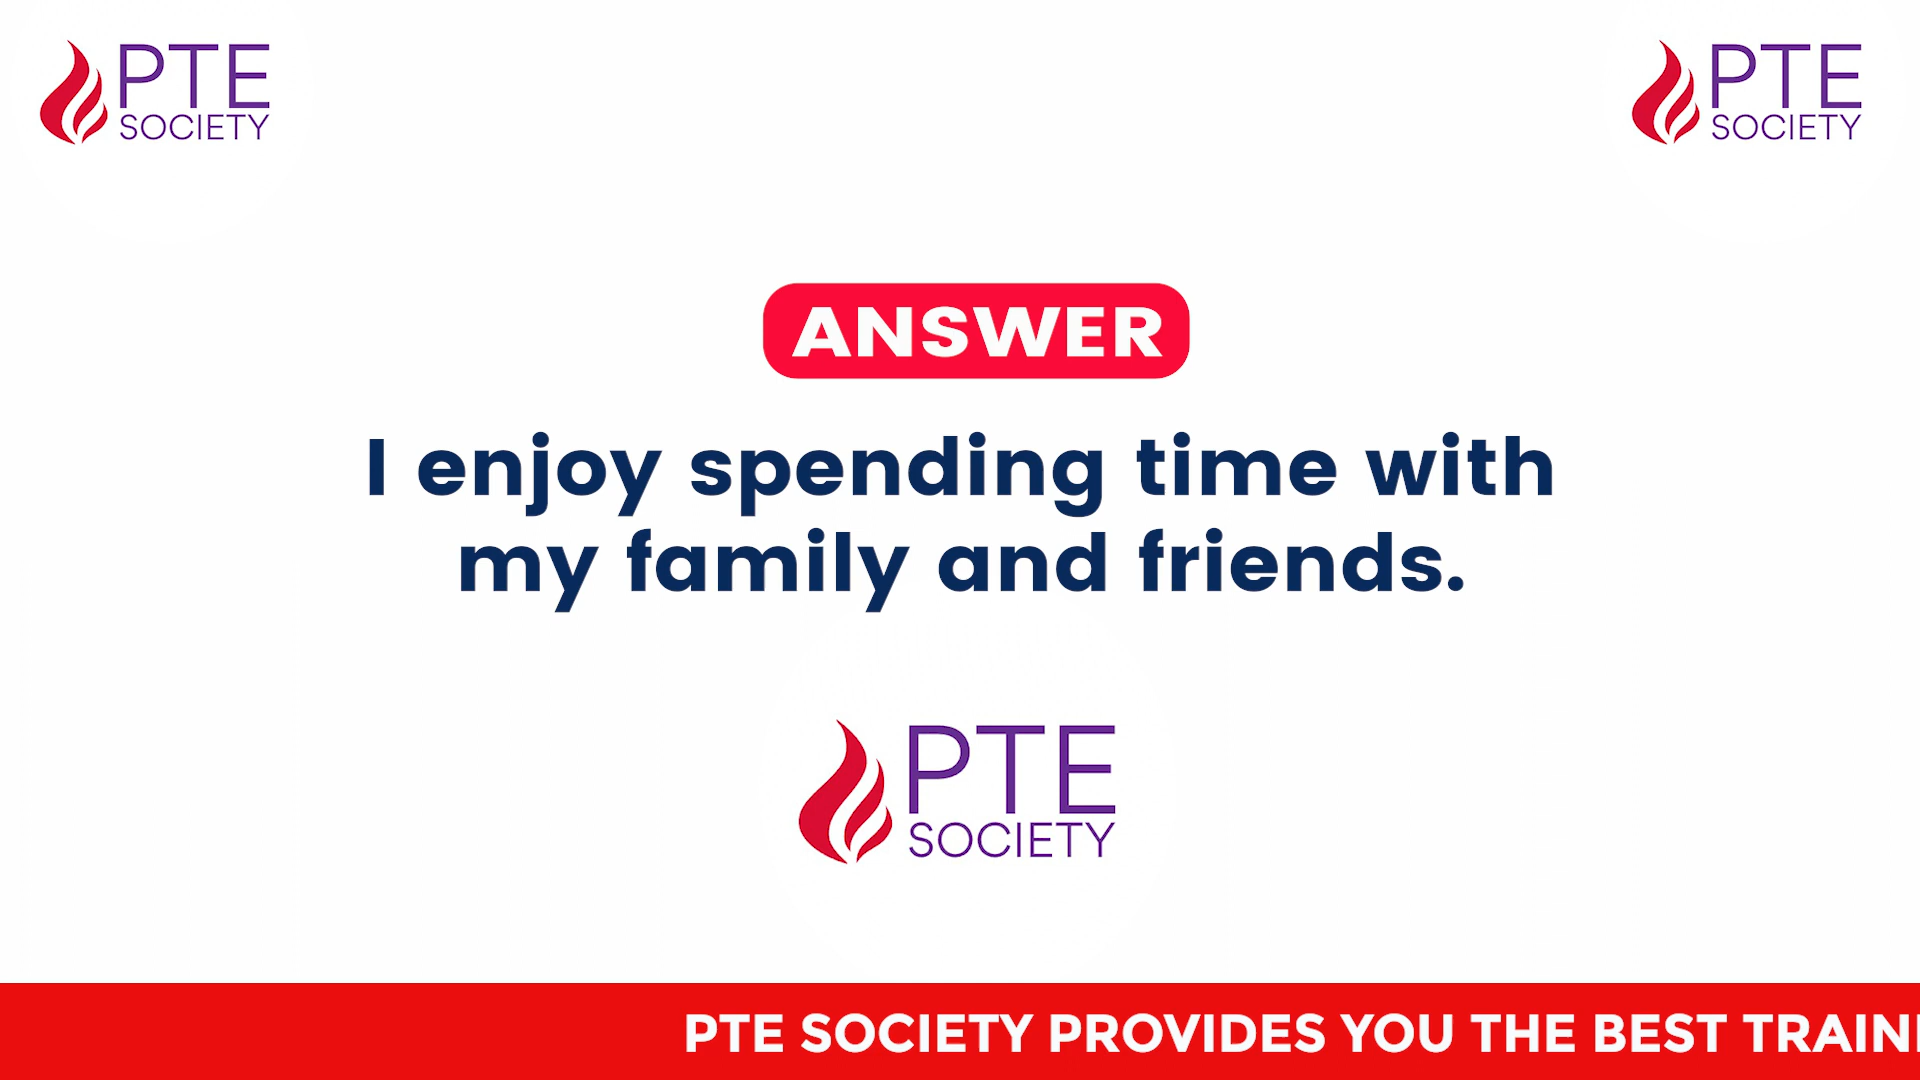 PTE
SOCIETY
PTE
SOCIETY
ANSWER
I enjoy spending time with
my family and friends.
PTE
SOCIETY
PTE SOCIETY PROVIDES YOU THE BEST